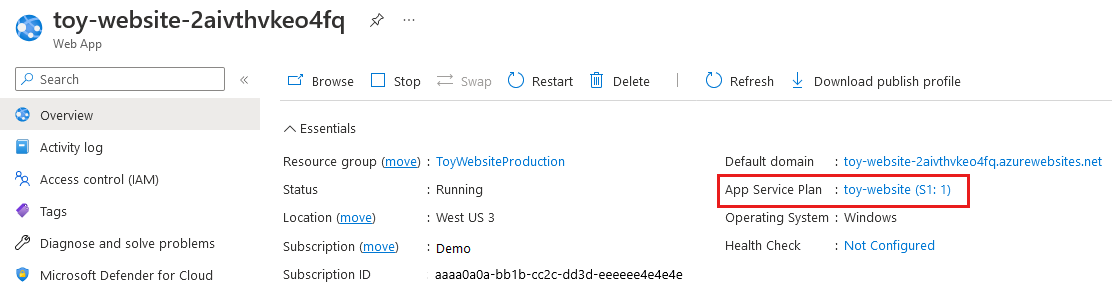 toy-website-2aivthvkeo4fq
Web App
Search
Browse Stop Swap Restart Delete Refresh Download publish profile
Overview
Activity log
Access control (IAM)
Tags
Diagnose and solve problems
Microsoft Defender for Cloud
Essentials
Resource group (move) : ToyWebsiteProduction
Status : Running
Location (move) : West US 3
Subscription (move) : Demo
Subscription ID : aaaa0a0a-bb1b-cc2c-dd3d-eeeeee4e4e4e
Default domain : toy-website-2aivthvkeo4fq.azurewebsites.net
App Service Plan : toy-website (S1: 1)
Operating System : Windows
Health Check : Not Configured